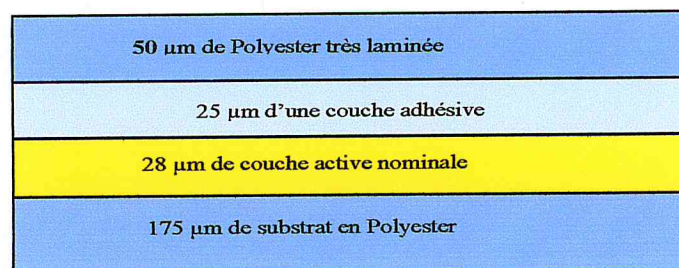 50 µm de Polyester très laminée
25 µm d'une couche adhésive
28 µm de couche active nominale
175 µm de substrat en Polyester